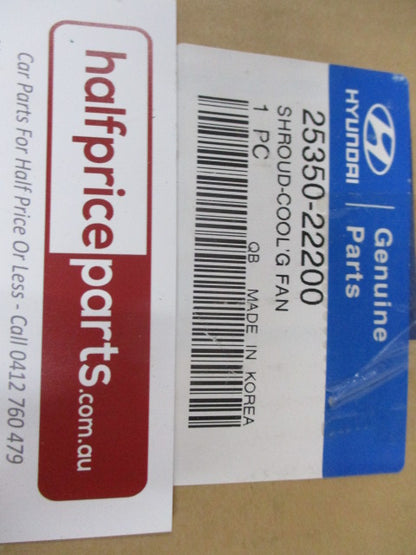 HYUNDAI
Genuine
Parts
25350-22200
SHROUD-COOL'G FAN
1 PC
QB MADE IN KOREA
halfpriceparts.com.au
Car Parts For Half Price Or Less - Call 0412 760 479